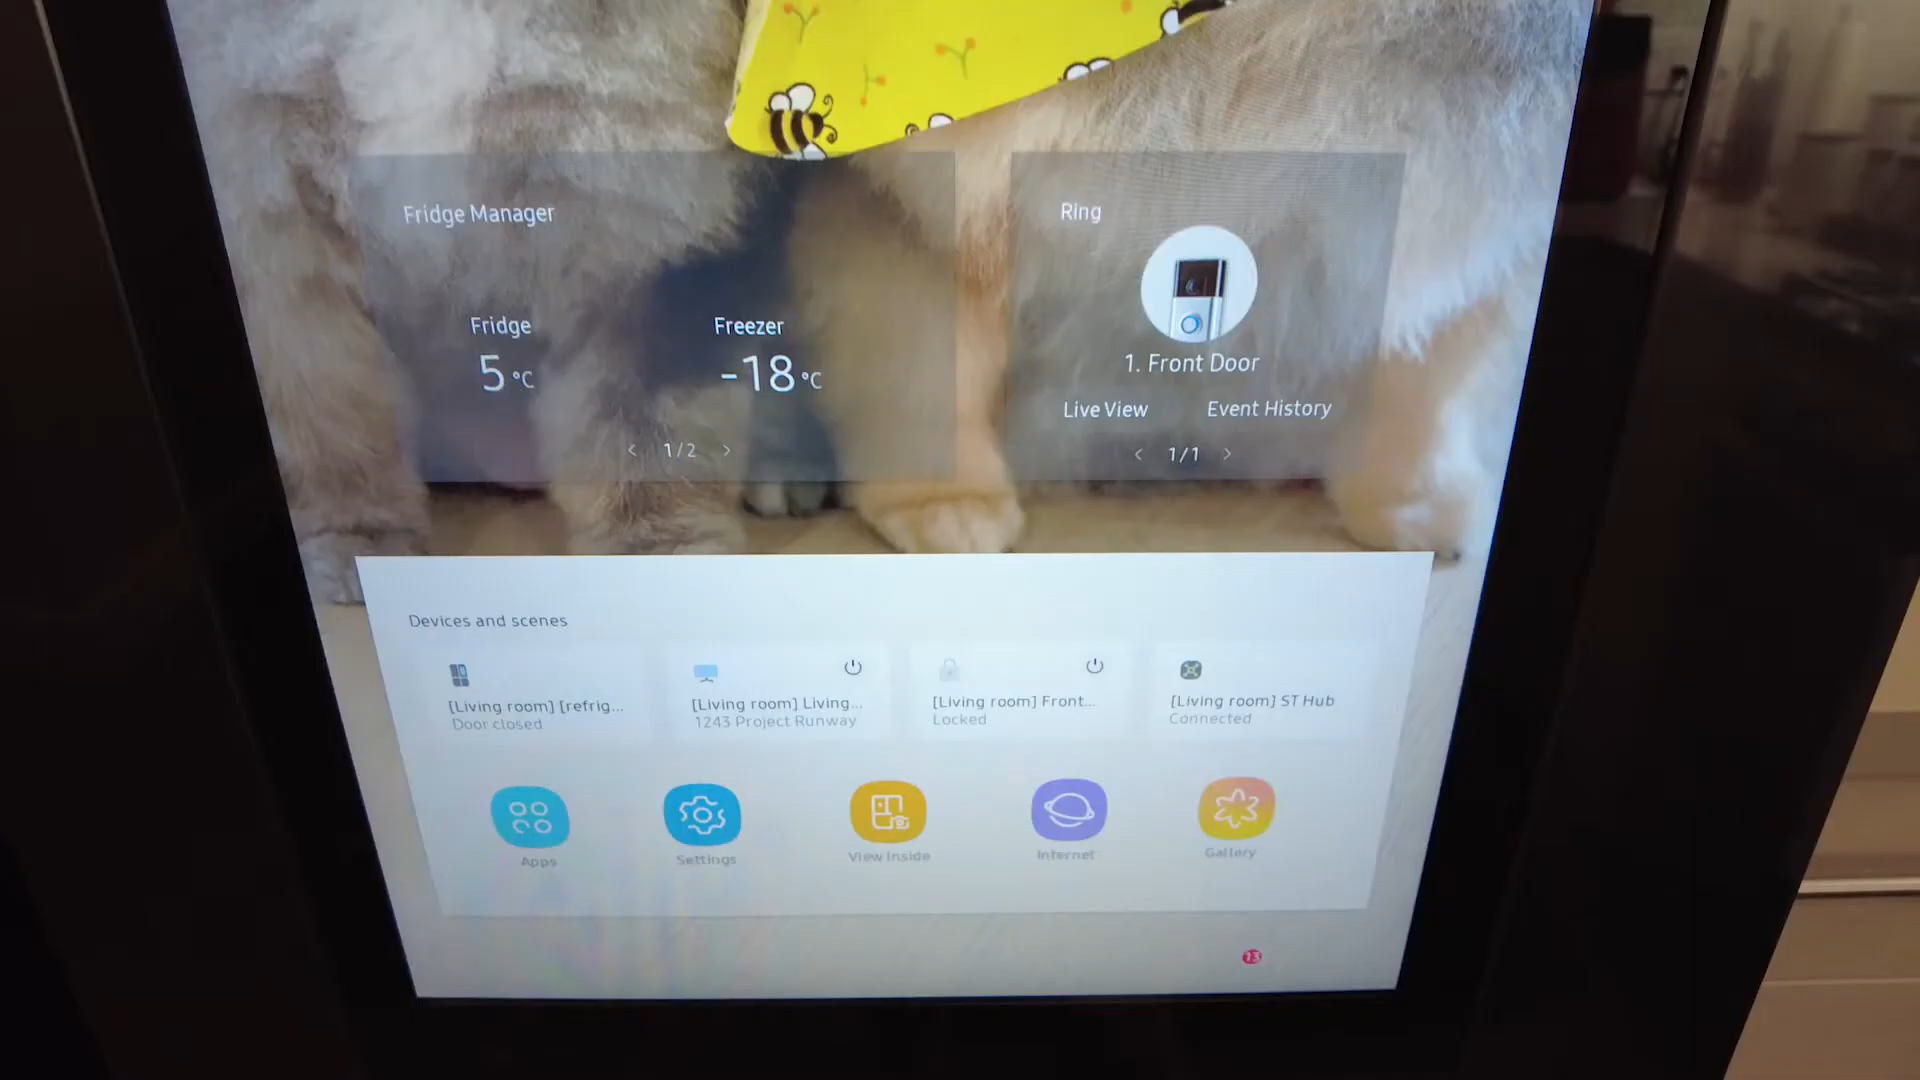 Fridge Manager
Fridge
5 °C
Freezer
-18 °C
< 1/2 >
Ring
1. Front Door
Live View
Event History
< 1/1 >
Devices and scenes
[Living room] [refrig...
Door closed
[Living room] Living...
1243 Project Runway
[Living room] Front...
Locked
[Living room] ST Hub
Connected
Apps
Settings
View Inside
Internet
Gallery
13